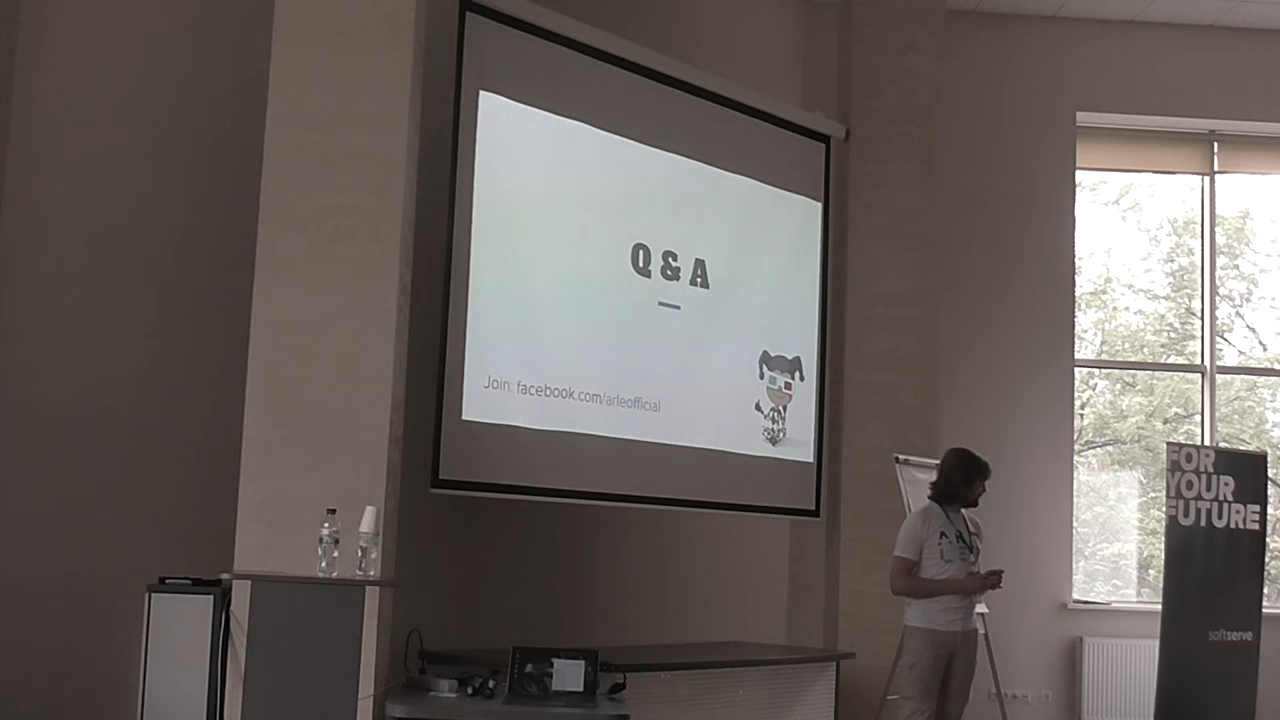 Q & A
Join: facebook.com/arleofficial
FOR
YOUR
FUTURE
softserve